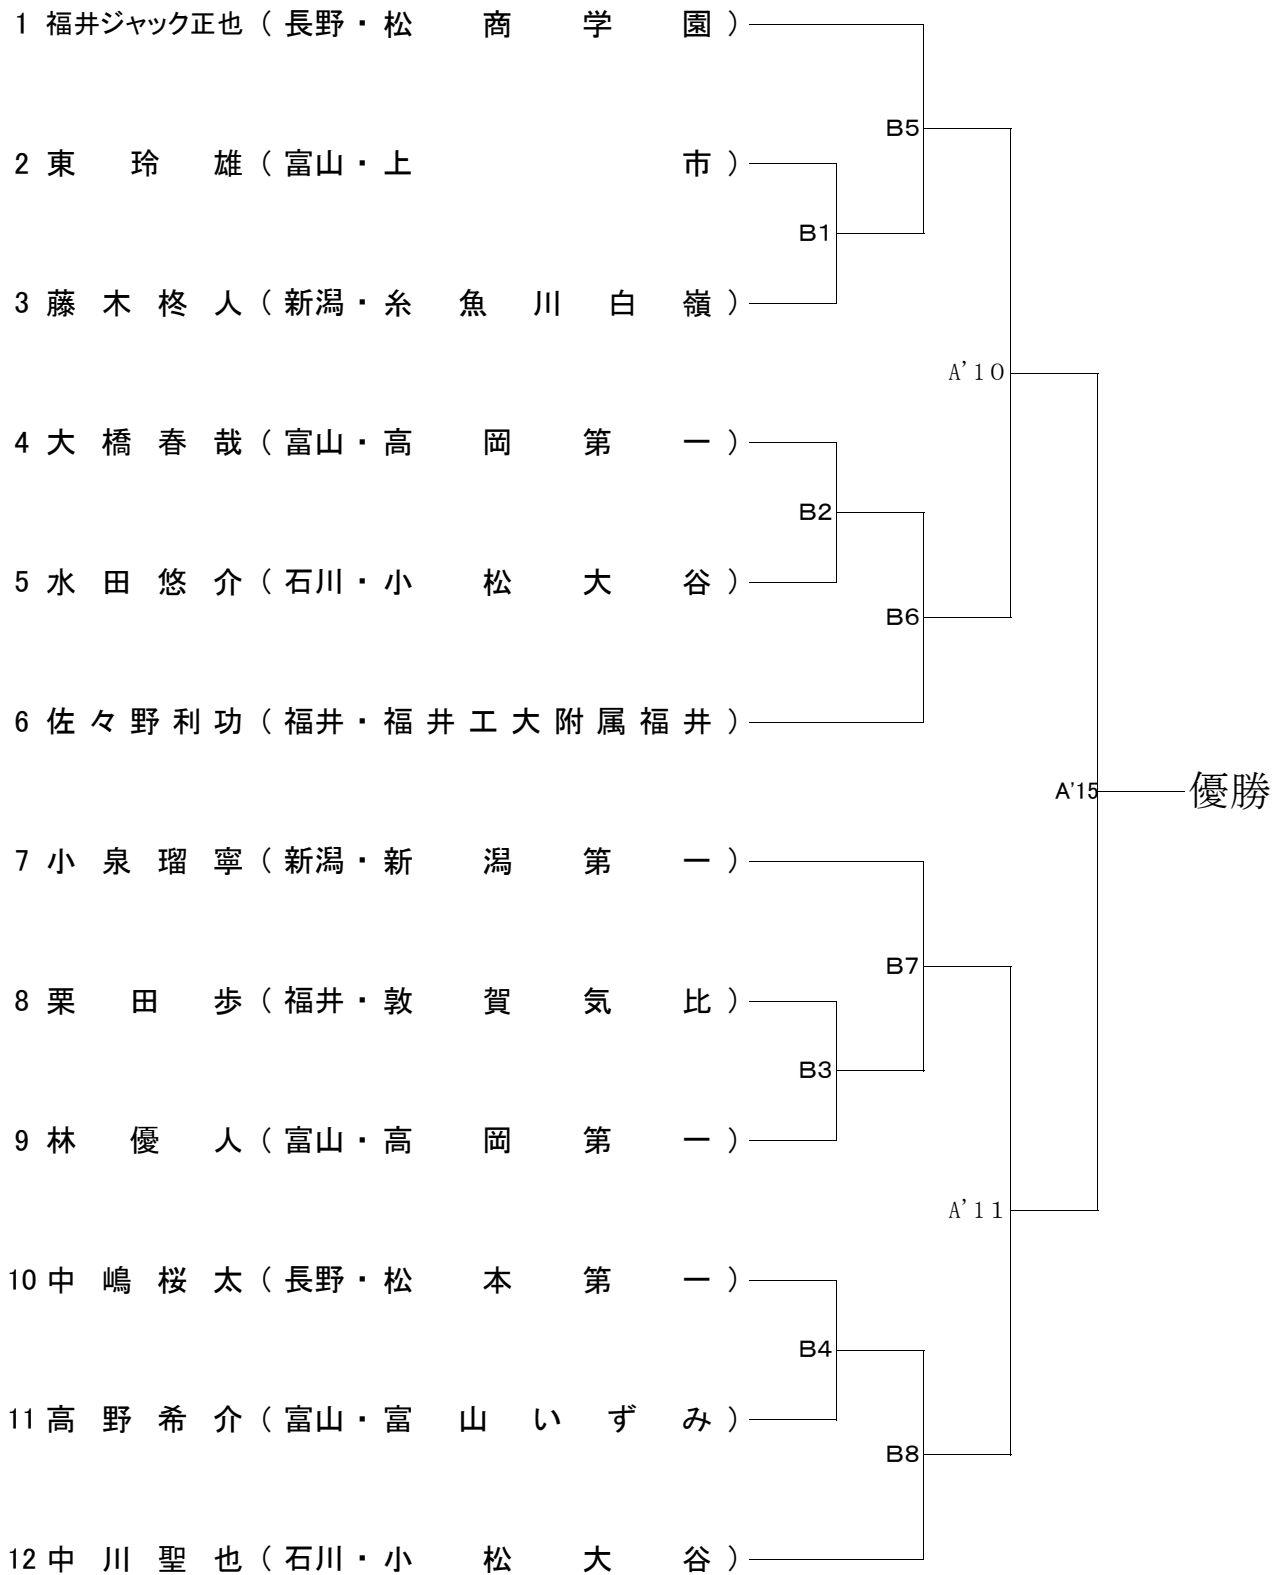 1 福井ジャック正也 （ 長野・松商学園 ）
B5
2 東玲雄 （ 富山・上市 ）
B1
3 藤木柊人 （ 新潟・糸魚川白嶺 ）
A'１０
4 大橋春哉 （ 富山・高岡第一 ）
B2
5 水田悠介 （ 石川・小松大谷 ）
B6
6 佐々野利功 （ 福井・福井工大附属福井 ）
A'15 優勝
7 小泉瑠寧 （ 新潟・新潟第一 ）
B7
8 栗田歩 （ 福井・敦賀気比 ）
B3
9 林優人 （ 富山・高岡第一 ）
A'１１
10 中嶋桜太 （ 長野・松本第一 ）
B4
11 高野希介 （ 富山・富山いずみ ）
B8
12 中川聖也 （ 石川・小松大谷 ）